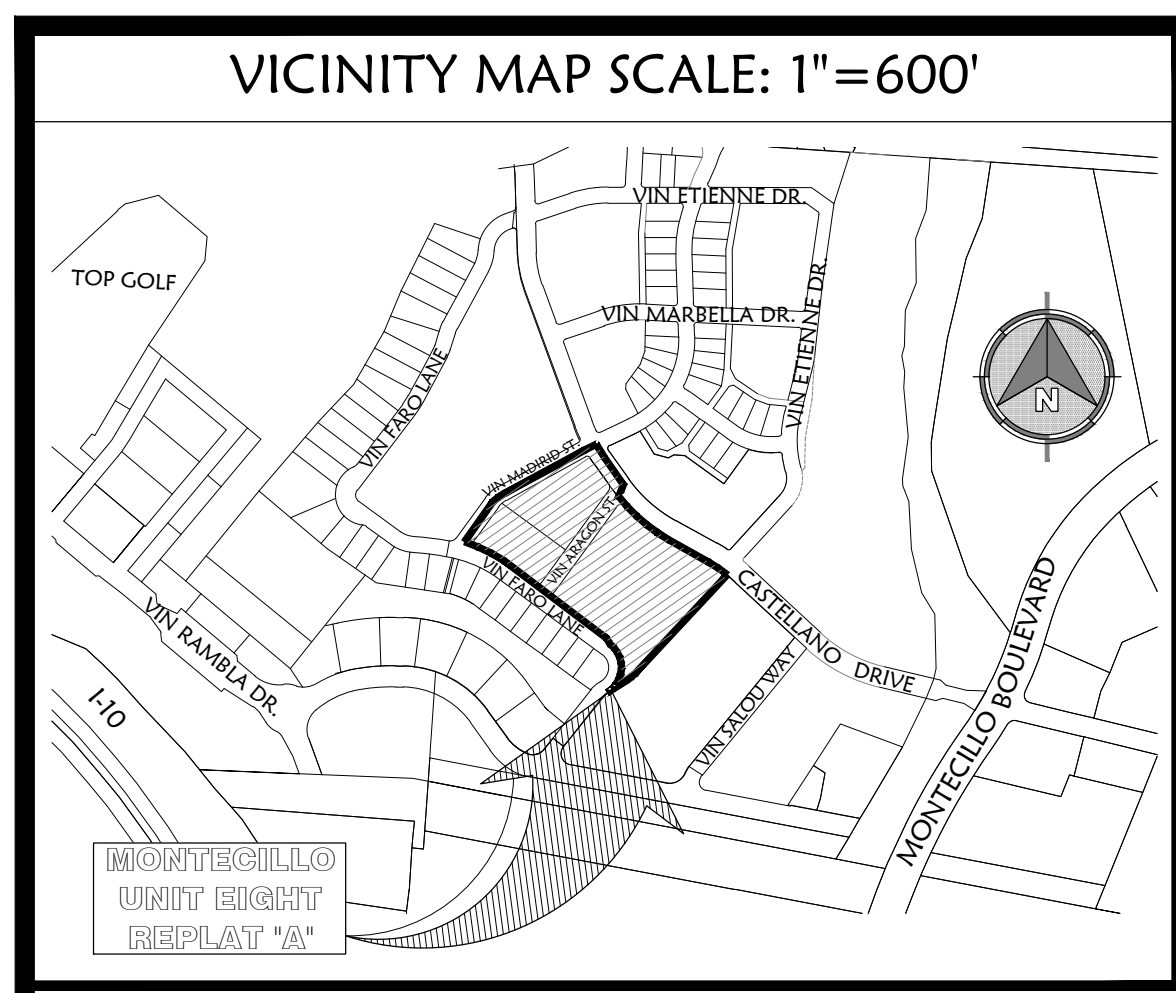 VICINITY MAP SCALE: 1"=600'
VIN ETIENNE DR.
TOP GOLF
VIN ETIENNE DR.
VIN MARBELLA DR.
VIN FARO LANE
N
VIN MADIRID ST.
VIN ARAGON ST.
VIN FARO LANE
CASTELLANO DRIVE
MONTECILLO BOULEVARD
VIN RAMBLA DR.
VIN SALOU WAY
I-10
MONTECILLO
UNIT EIGHT
REPLAT "A"